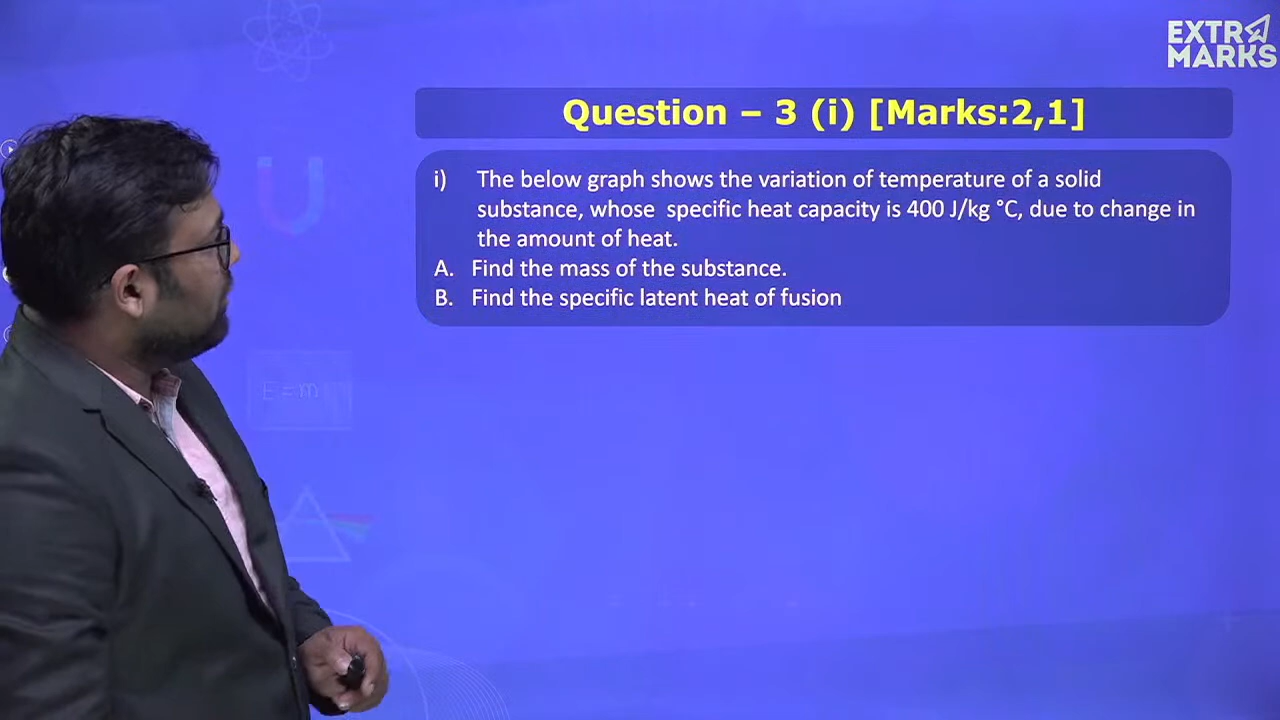 EXTRA
MARKS
Question – 3 (i) [Marks:2,1]
i) The below graph shows the variation of temperature of a solid
substance, whose specific heat capacity is 400 J/kg °C, due to change in
the amount of heat.
A. Find the mass of the substance.
B. Find the specific latent heat of fusion
E = m